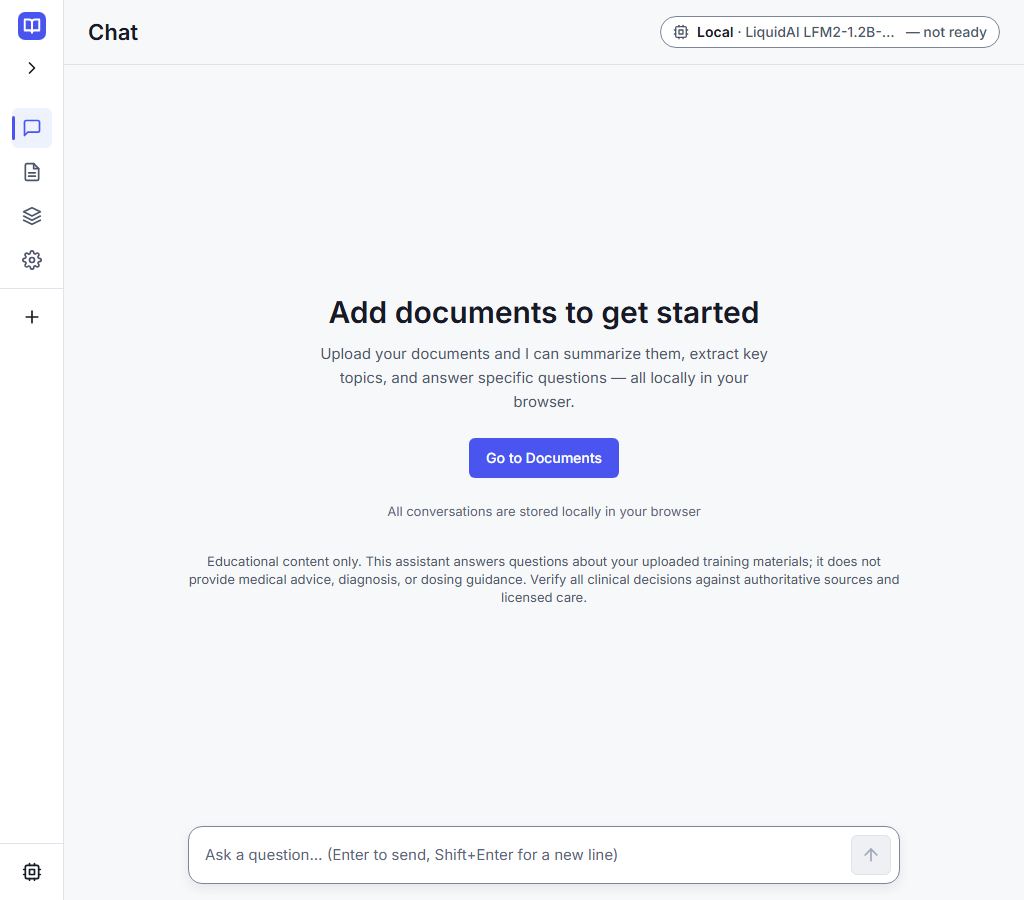 Chat
Local · LiquidAI LFM2-1.2B-... — not ready
Add documents to get started
Upload your documents and I can summarize them, extract key
topics, and answer specific questions — all locally in your
browser.
Go to Documents
All conversations are stored locally in your browser
Educational content only. This assistant answers questions about your uploaded training materials; it does not
provide medical advice, diagnosis, or dosing guidance. Verify all clinical decisions against authoritative sources and
licensed care.
Ask a question... (Enter to send, Shift+Enter for a new line)